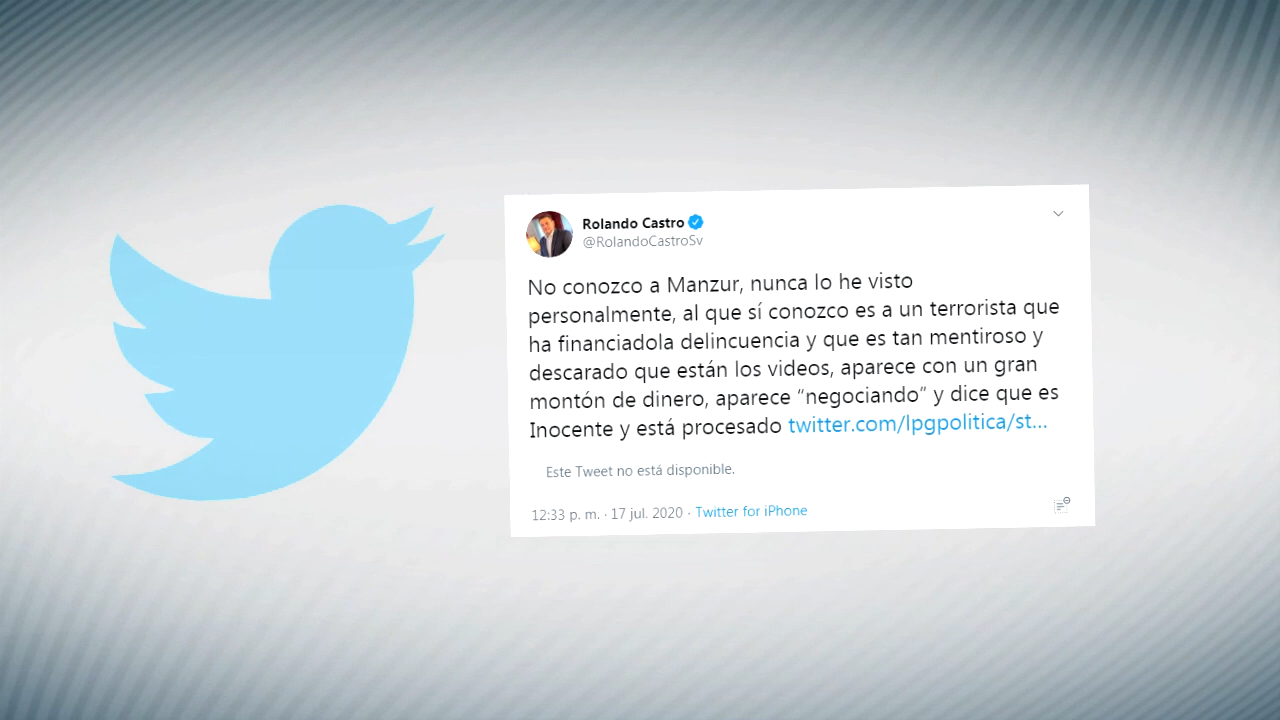 Rolando Castro
@RolandoCastroSv
No conozco a Manzur, nunca lo he visto
personalmente, al que sí conozco es a un terrorista que
ha financiadola delincuencia y que es tan mentiroso y
descarado que están los videos, aparece con un gran
montón de dinero, aparece “negociando” y dice que es
Inocente y está procesado twitter.com/lpgpolitica/st...
Este Tweet no está disponible.
12:33 p. m. · 17 jul. 2020 · Twitter for iPhone